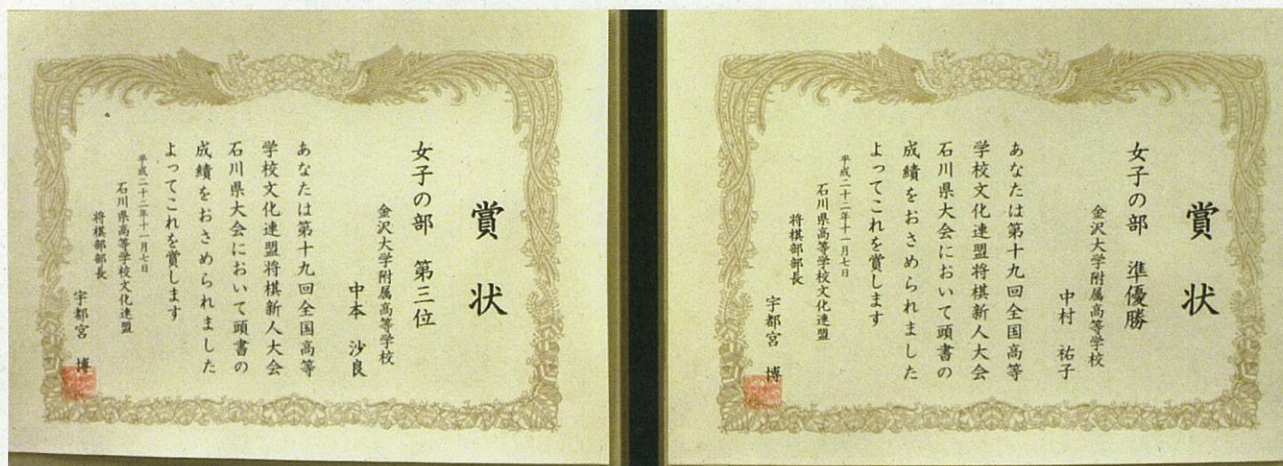 賞状
女子の部 第三位
金沢大学附属高等学校
中本 沙良
あなたは第十九回全国高等
学校文化連盟将棋新人大会
石川県大会において頭書の
成績をおさめられました
よってこれを賞します
平成二十二年十一月七日
石川県高等学校文化連盟
将棋部部長
宇都宮 博
賞状
女子の部 準優勝
金沢大学附属高等学校
中村 祐子
あなたは第十九回全国高等
学校文化連盟将棋新人大会
石川県大会において頭書の
成績をおさめられました
よってこれを賞します
平成二十二年十一月七日
石川県高等学校文化連盟
将棋部部長
宇都宮 博